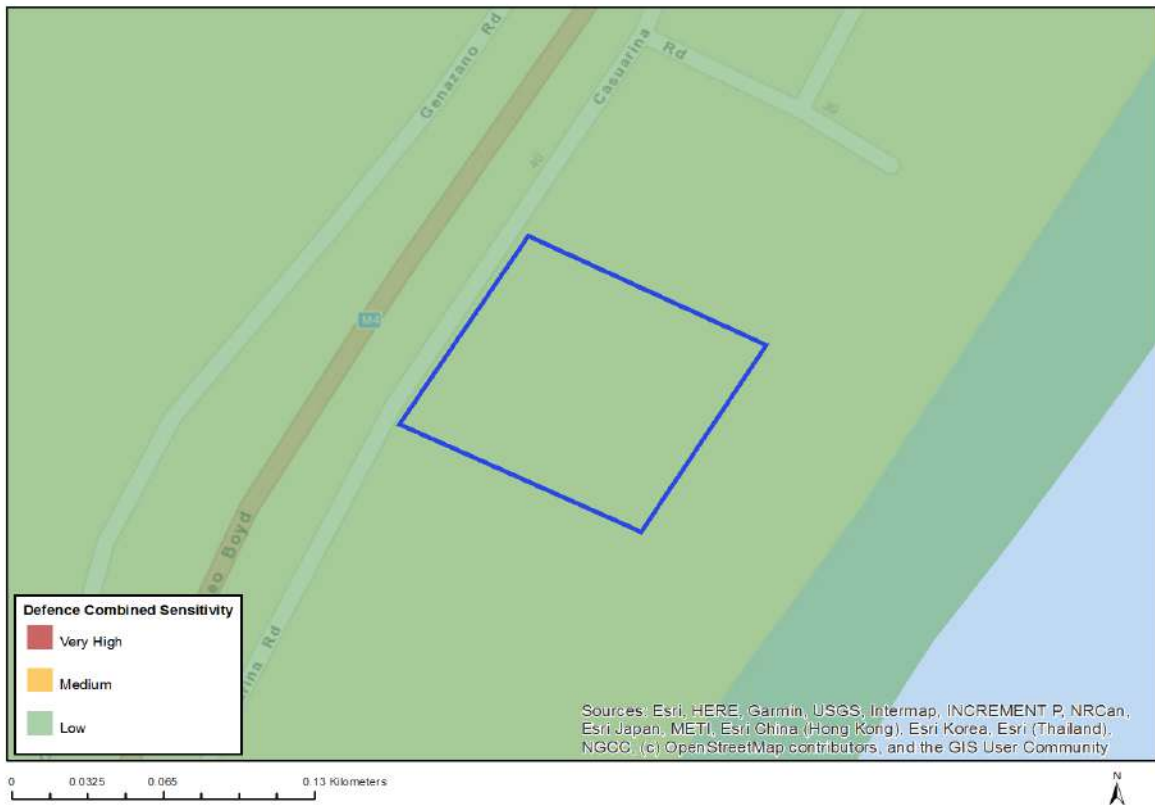 Genazano Rd
Casuarina
Rd
30
40
M4
eo Boyd
rina Rd
Defence Combined Sensitivity
Very High
Medium
Low
Sources: Esri, HERE, Garmin, USGS, Intermap, INCREMENT P, NRCan,
Esri Japan, METI, Esri China (Hong Kong), Esri Korea, Esri (Thailand),
NGCC, (c) OpenStreetMap contributors, and the GIS User Community
0 0.0325 0.065 0.13 Kilometers
N